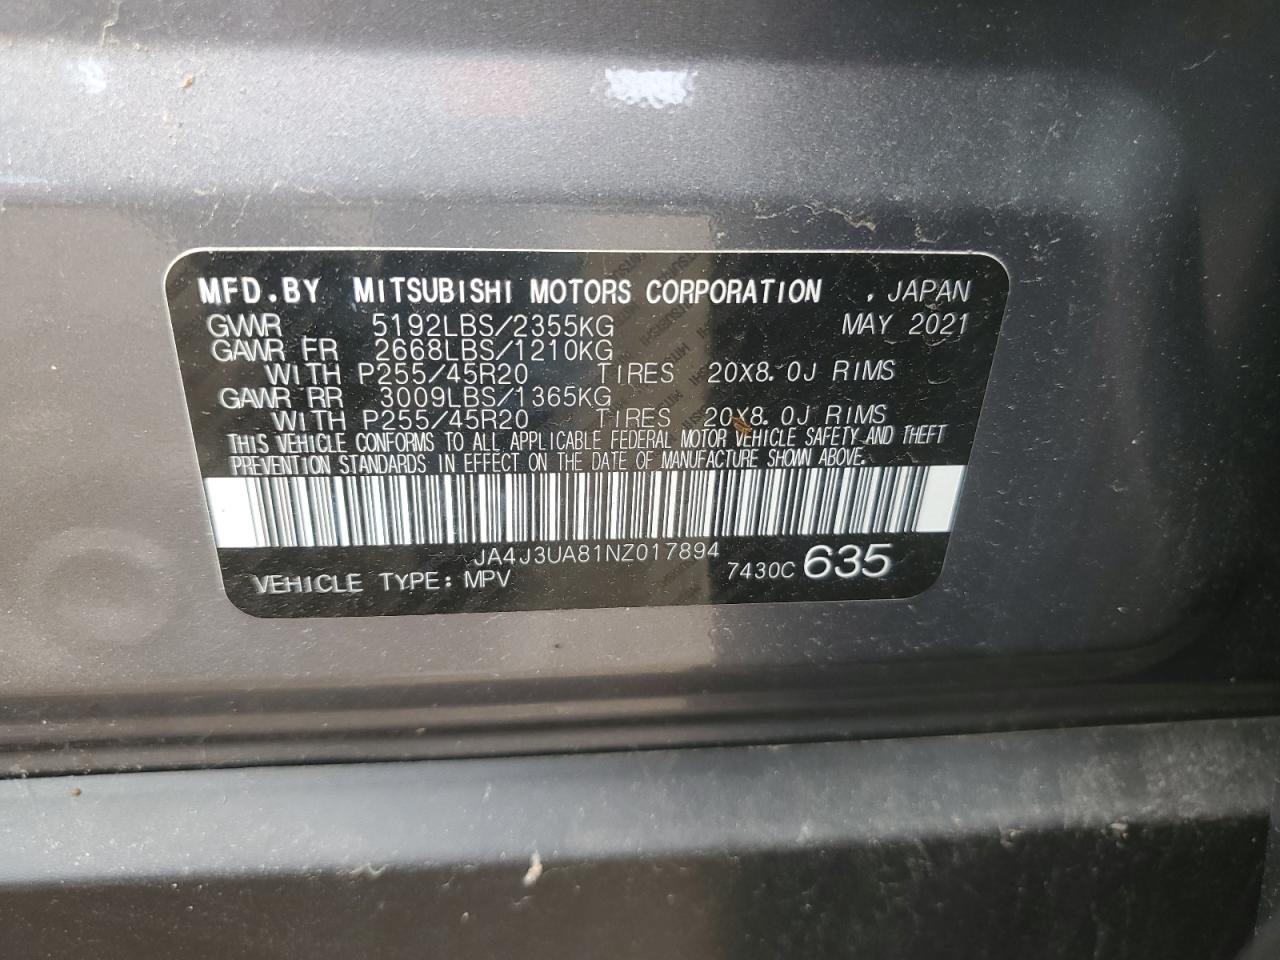 MFD.BY MITSUBISHI MOTORS CORPORATION , JAPAN
GVWR 5192LBS/2355KG MAY 2021
GAWR FR 2668LBS/1210KG
WITH P255/45R20 TIRES 20X8.0J RIMS
GAWR RR 3009LBS/1365KG
WITH P255/45R20 TIRES 20X8.0J RIMS
THIS VEHICLE CONFORMS TO ALL APPLICABLE FEDERAL MOTOR VEHICLE SAFETY AND THEFT
PREVENTION STANDARDS IN EFFECT ON THE DATE OF MANUFACTURE SHOWN ABOVE.
JA4J3UA81NZ017894
VEHICLE TYPE: MPV 7430C 635